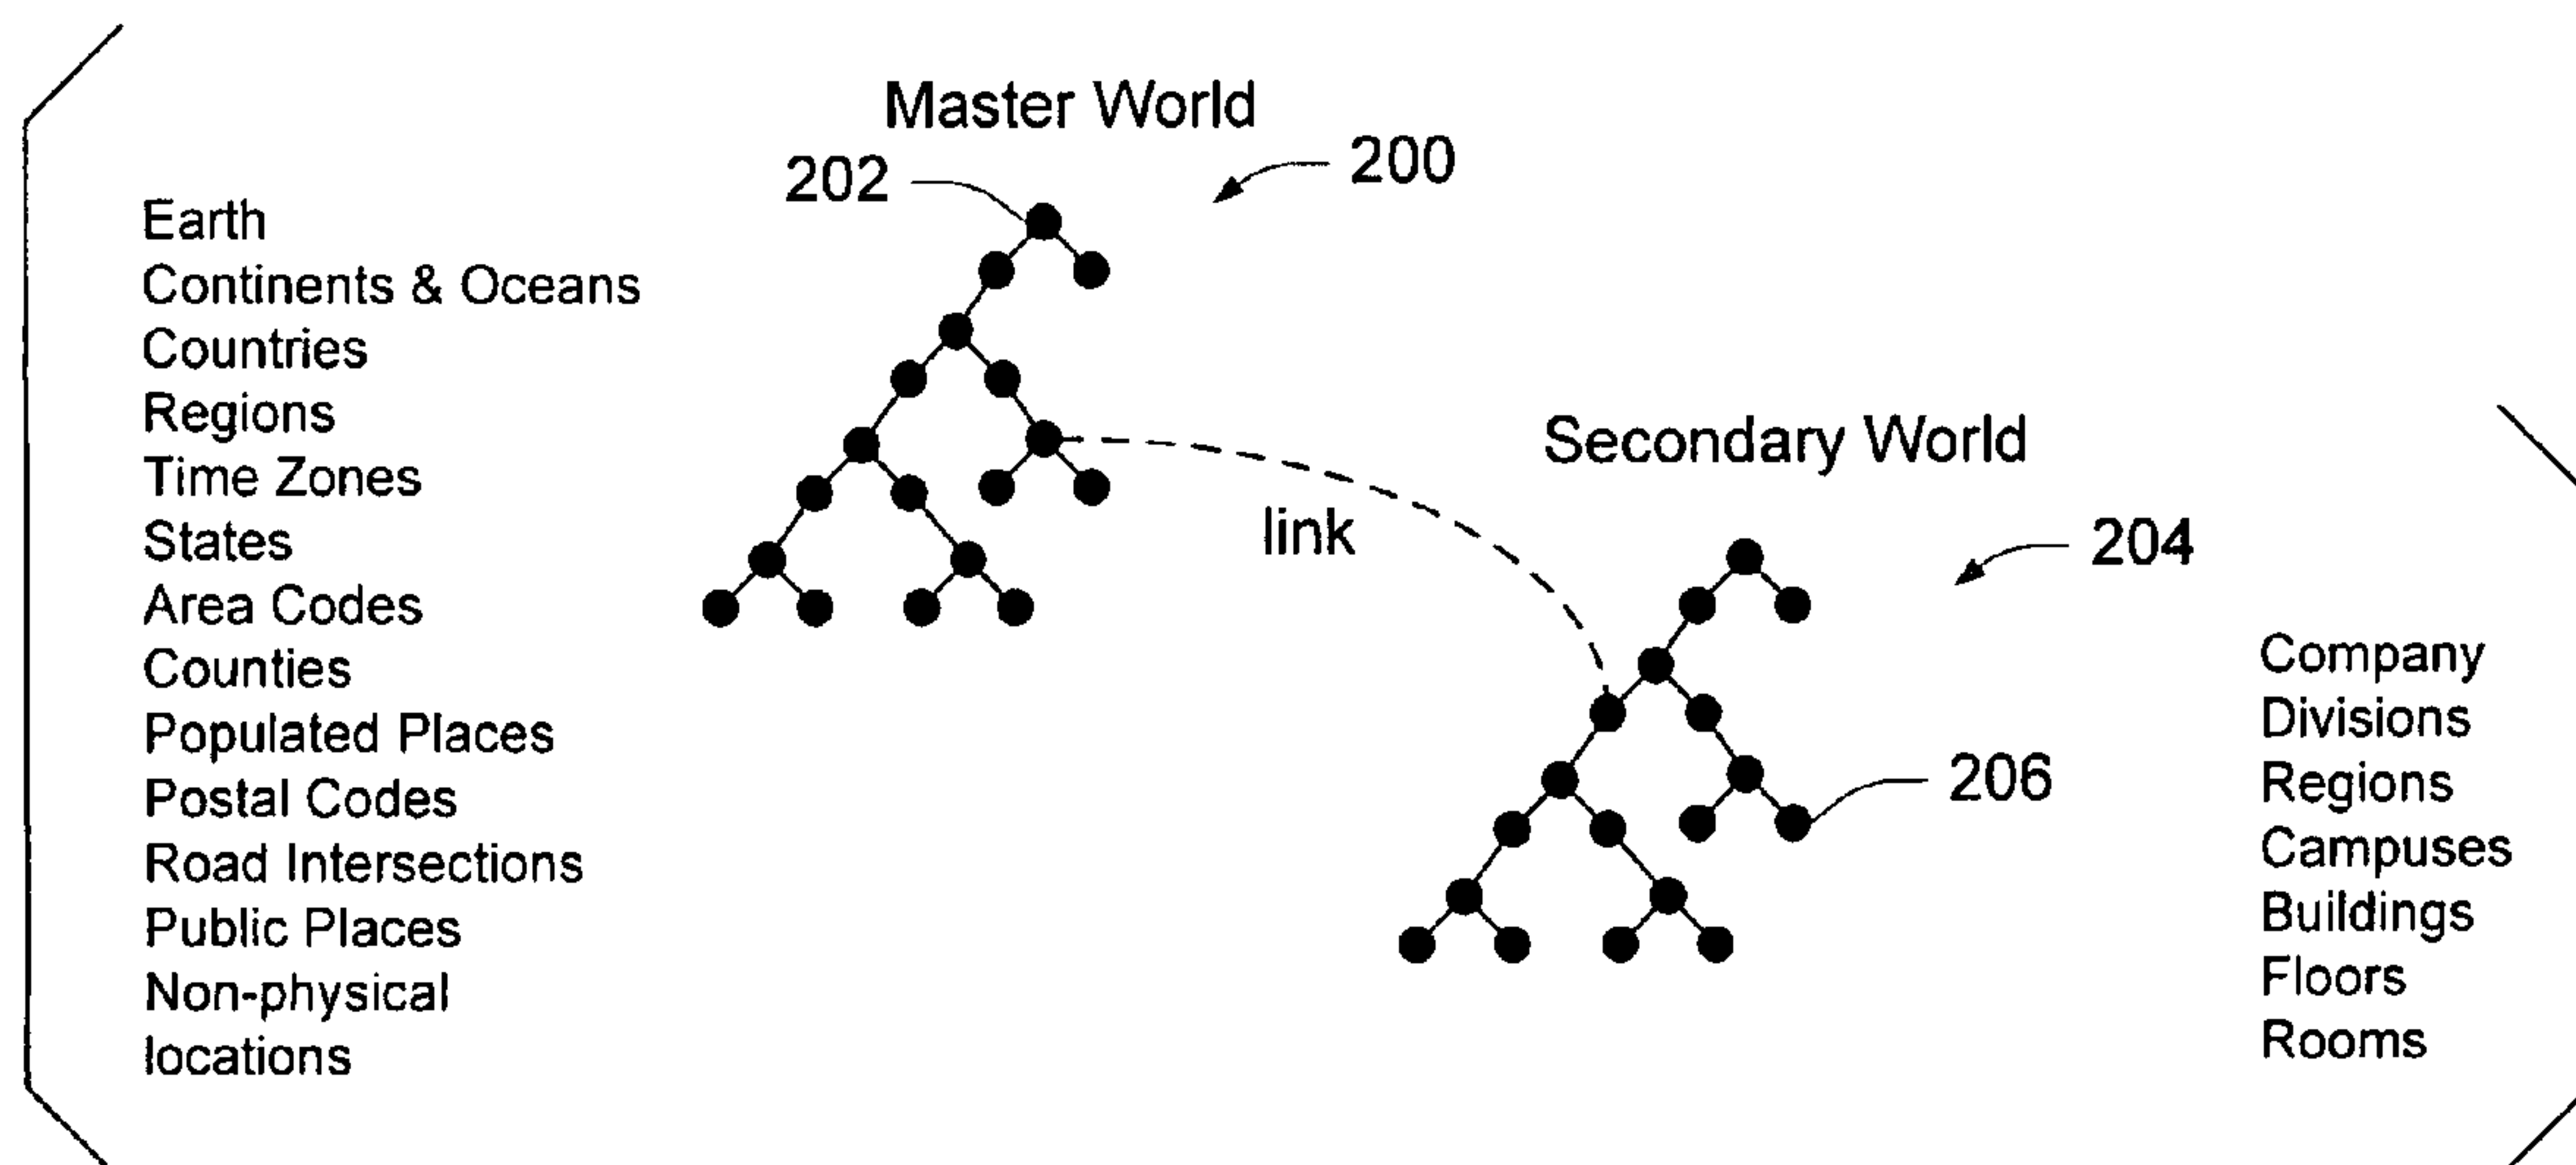 Master World
202
200
Earth
Continents & Oceans
Countries
Regions
Time Zones
States
Area Codes
Counties
Populated Places
Postal Codes
Road Intersections
Public Places
Non-physical
locations
link
Secondary World
204
206
Company
Divisions
Regions
Campuses
Buildings
Floors
Rooms